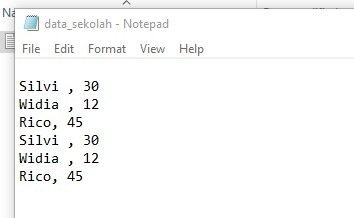 Na
data_sekolah - Notepad
File Edit Format View Help
Silvi , 30
Widia , 12
Rico, 45
Silvi , 30
Widia , 12
Rico, 45